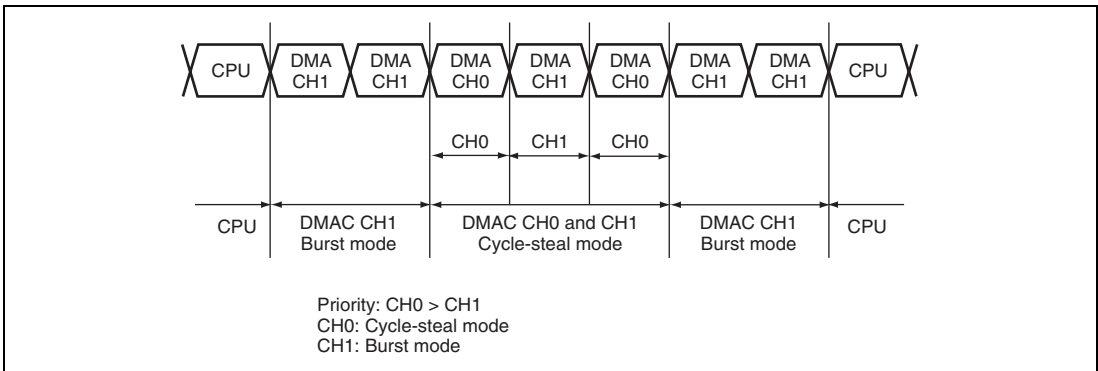 CPU
DMA
CH1
DMA
CH1
DMA
CH0
DMA
CH1
DMA
CH0
DMA
CH1
DMA
CH1
CPU
CH0
CH1
CH0
CPU
DMAC CH1
Burst mode
DMAC CH0 and CH1
Cycle-steal mode
DMAC CH1
Burst mode
CPU
Priority: CH0 > CH1
CH0: Cycle-steal mode
CH1: Burst mode